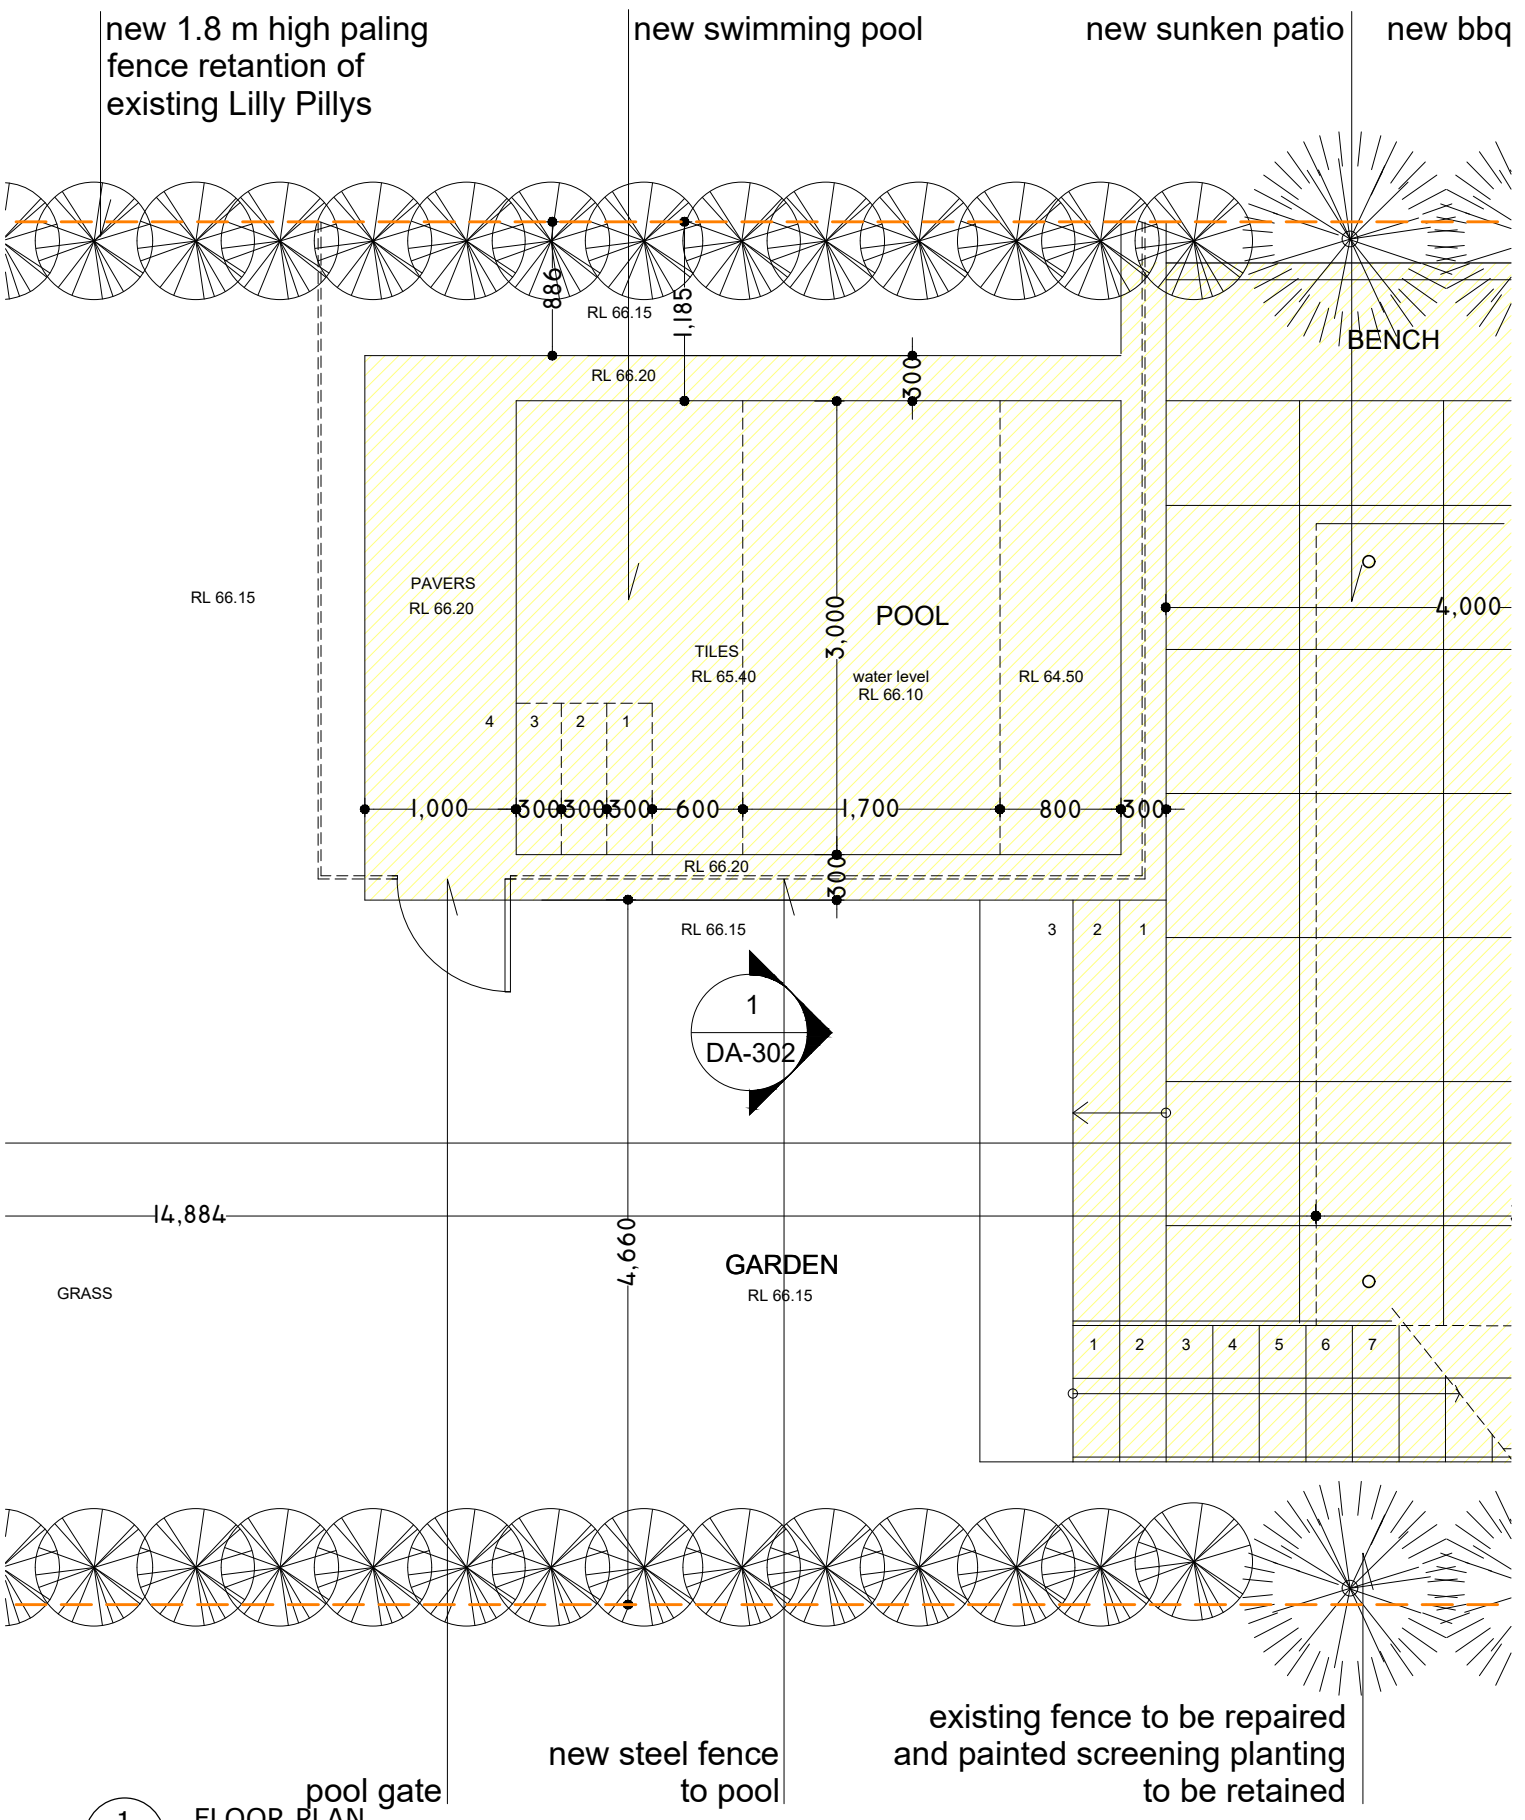 new 1.8 m high paling
fence retantion of
existing Lilly Pillys
new swimming pool
new sunken patio
new bbq
886
1,185
RL 66.15
BENCH
RL 66.20
300
RL 66.15
PAVERS
RL 66.20
4,000
3,000
POOL
TILES
RL 65.40
water level
RL 66.10
RL 64.50
4 3 2 1
1,000 300 300 300 600 1,700 800 300
RL 66.20
300
RL 66.15
3 2 1
1
DA-302
14,884
4,660
GARDEN
RL 66.15
GRASS
1 2 3 4 5 6 7
existing fence to be repaired
and painted screening planting
to be retained
new steel fence
to pool
pool gate
1
FLOOR PLAN